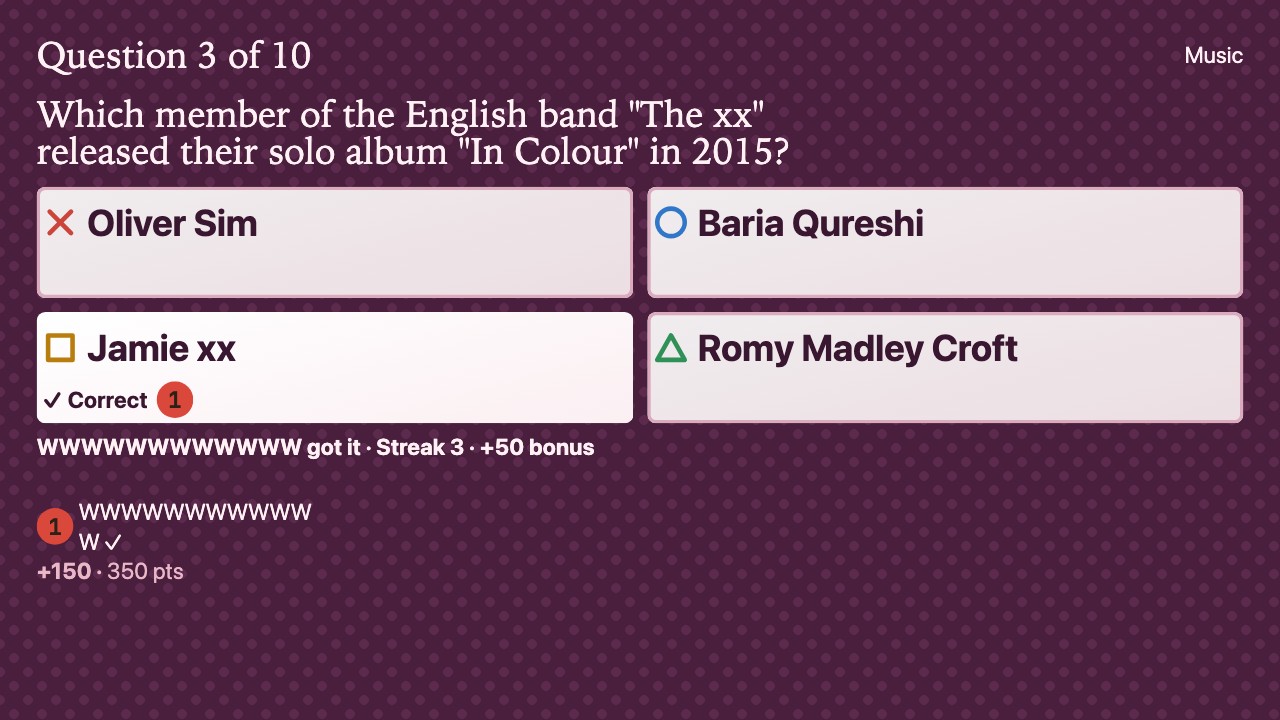 Question 3 of 10
Music
Which member of the English band "The xx"
released their solo album "In Colour" in 2015?
Oliver Sim
Baria Qureshi
Jamie xx
✓ Correct 1
Romy Madley Croft
WWWWWWWWWWWW got it · Streak 3 · +50 bonus
1
WWWWWWWWWWW
W ✓
+150 · 350 pts